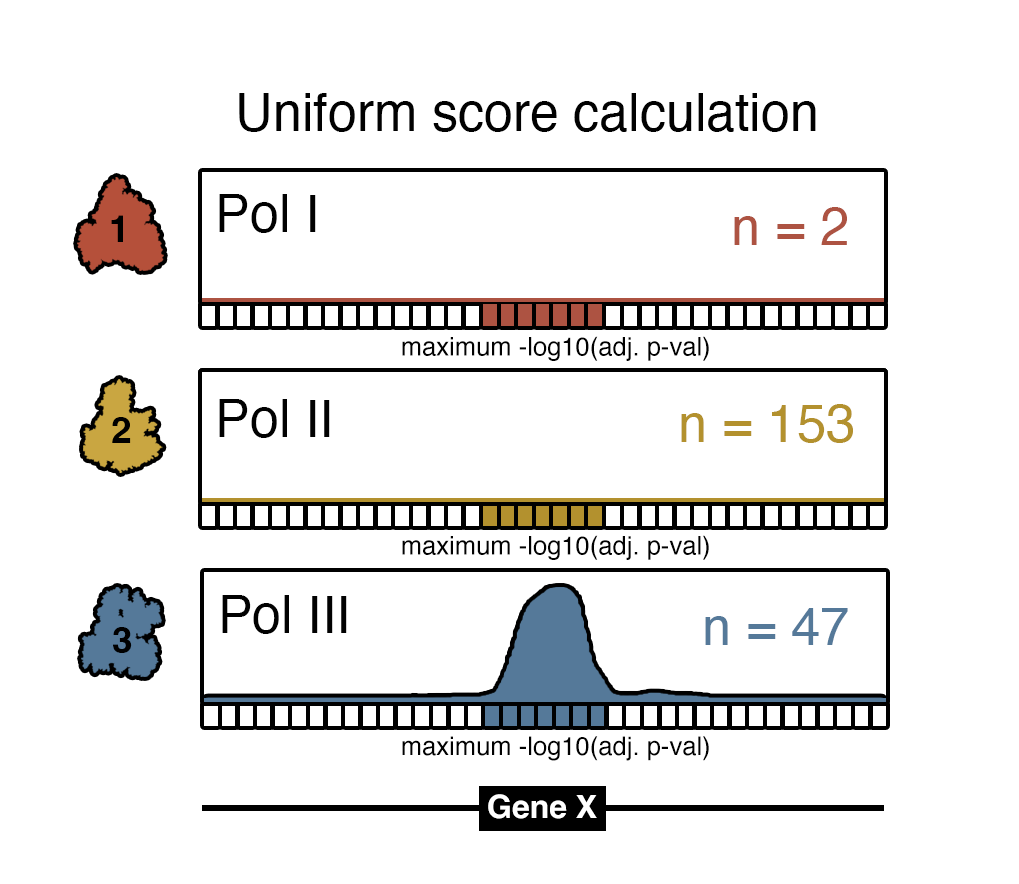 Uniform score calculation
1
Pol I
n = 2
maximum -log10(adj. p-val)
2
Pol II
n = 153
maximum -log10(adj. p-val)
3
Pol III
n = 47
maximum -log10(adj. p-val)
Gene X